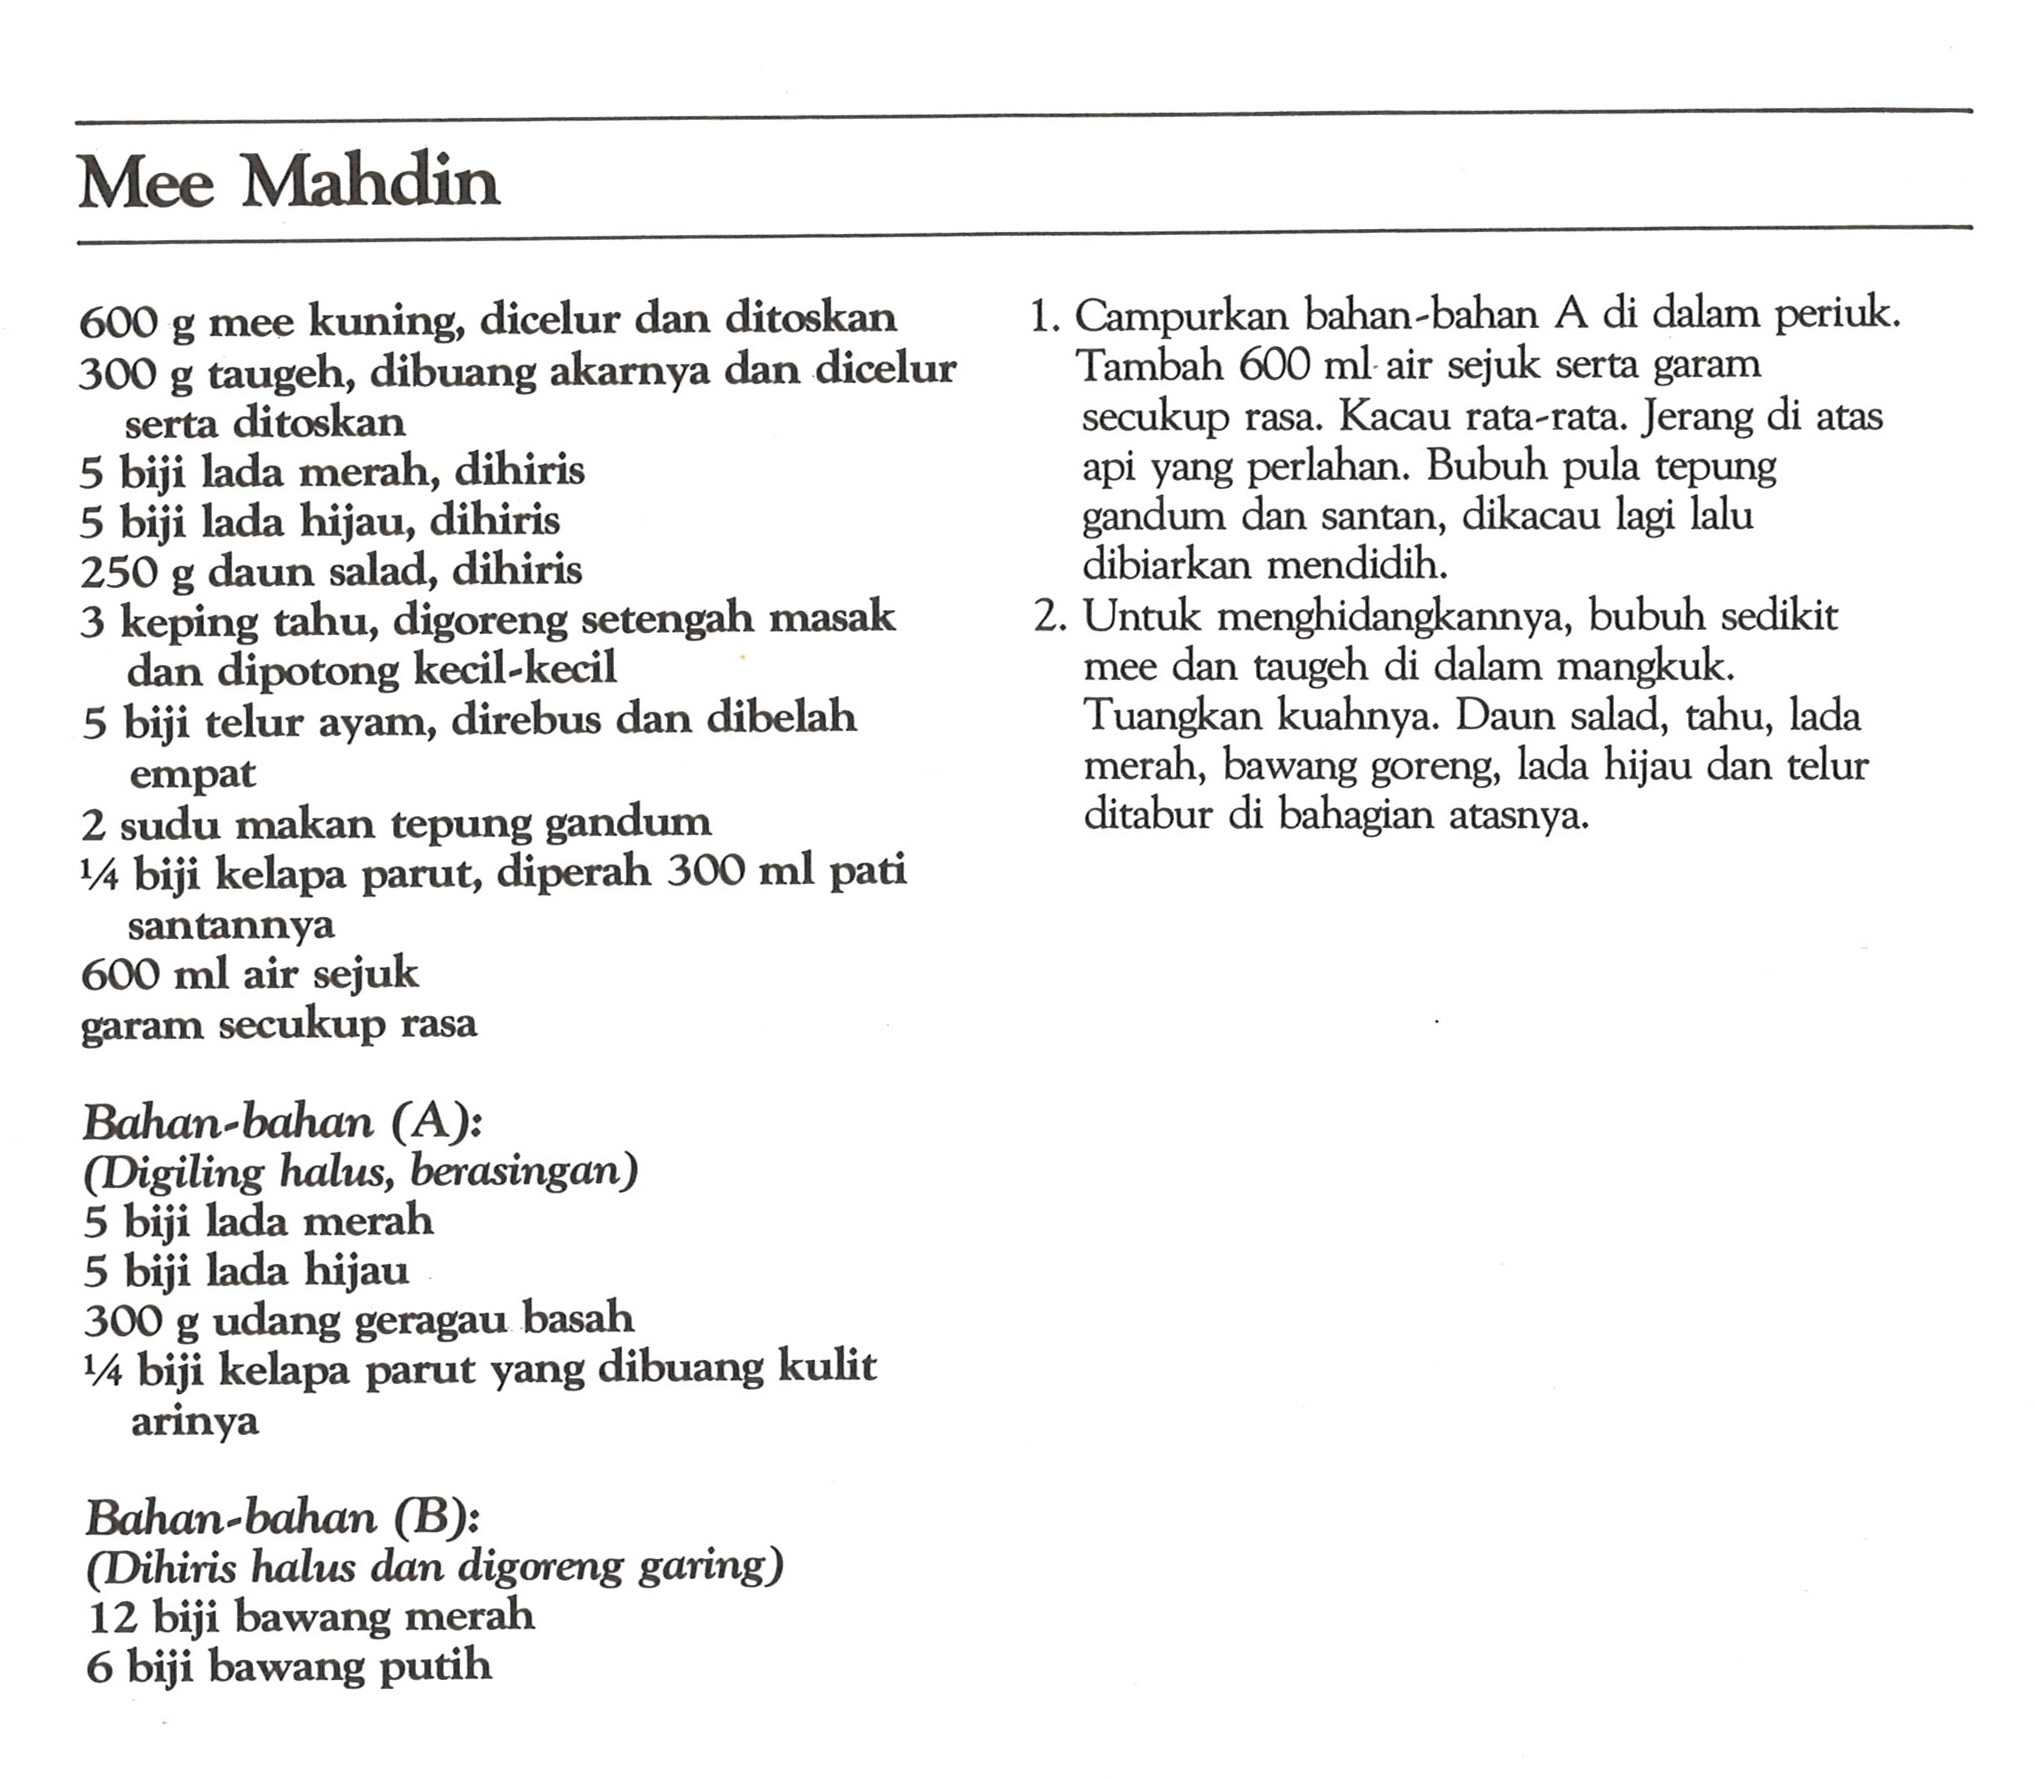 Mee Mahdin
600 g mee kuning, dicelur dan ditoskan
300 g taugeh, dibuang akarnya dan dicelur
serta ditoskan
5 biji lada merah, dihiris
5 biji lada hijau, dihiris
250 g daun salad, dihiris
3 keping tahu, digoreng setengah masak
dan dipotong kecil-kecil
5 biji telur ayam, direbus dan dibelah
empat
2 sudu makan tepung gandum
¼ biji kelapa parut, diperah 300 ml pati
santannya
600 ml air sejuk
garam secukup rasa
Bahan-bahan (A):
(Digiling halus, berasingan)
5 biji lada merah
5 biji lada hijau
300 g udang geragau basah
¼ biji kelapa parut yang dibuang kulit
arinya
Bahan-bahan (B):
(Dihiris halus dan digoreng garing)
12 biji bawang merah
6 biji bawang putih
1. Campurkan bahan-bahan A di dalam periuk.
Tambah 600 ml air sejuk serta garam
secukup rasa. Kacau rata-rata. Jerang di atas
api yang perlahan. Bubuh pula tepung
gandum dan santan, dikacau lagi lalu
dibiarkan mendidih.
2. Untuk menghidangkannya, bubuh sedikit
mee dan taugeh di dalam mangkuk.
Tuangkan kuahnya. Daun salad, tahu, lada
merah, bawang goreng, lada hijau dan telur
ditabur di bahagian atasnya.